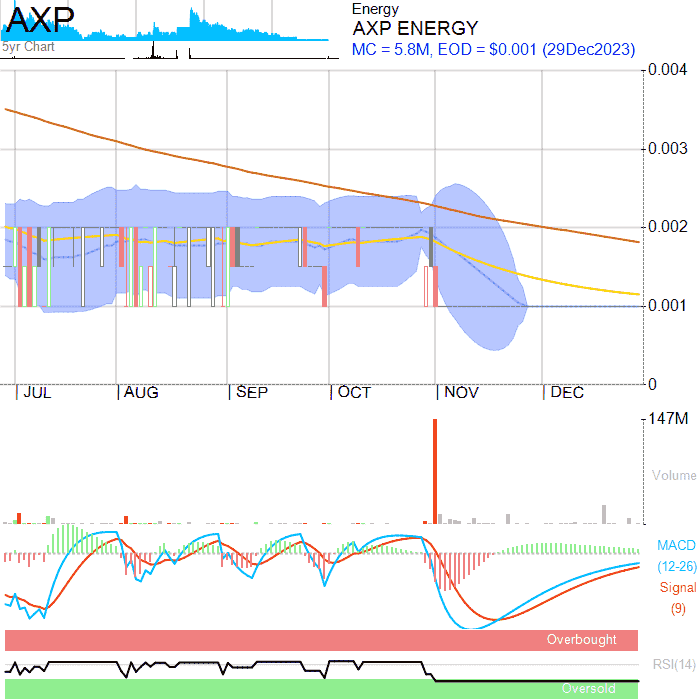 AXP
5yr Chart
Energy
AXP ENERGY
MC = 5.8M, EOD = $0.001 (29Dec2023)
0.004
0.003
0.002
0.001
0
JUL AUG SEP OCT NOV DEC
147M
Volume
MACD
(12-26)
Signal
(9)
Overbought
RSI(14)
Oversold